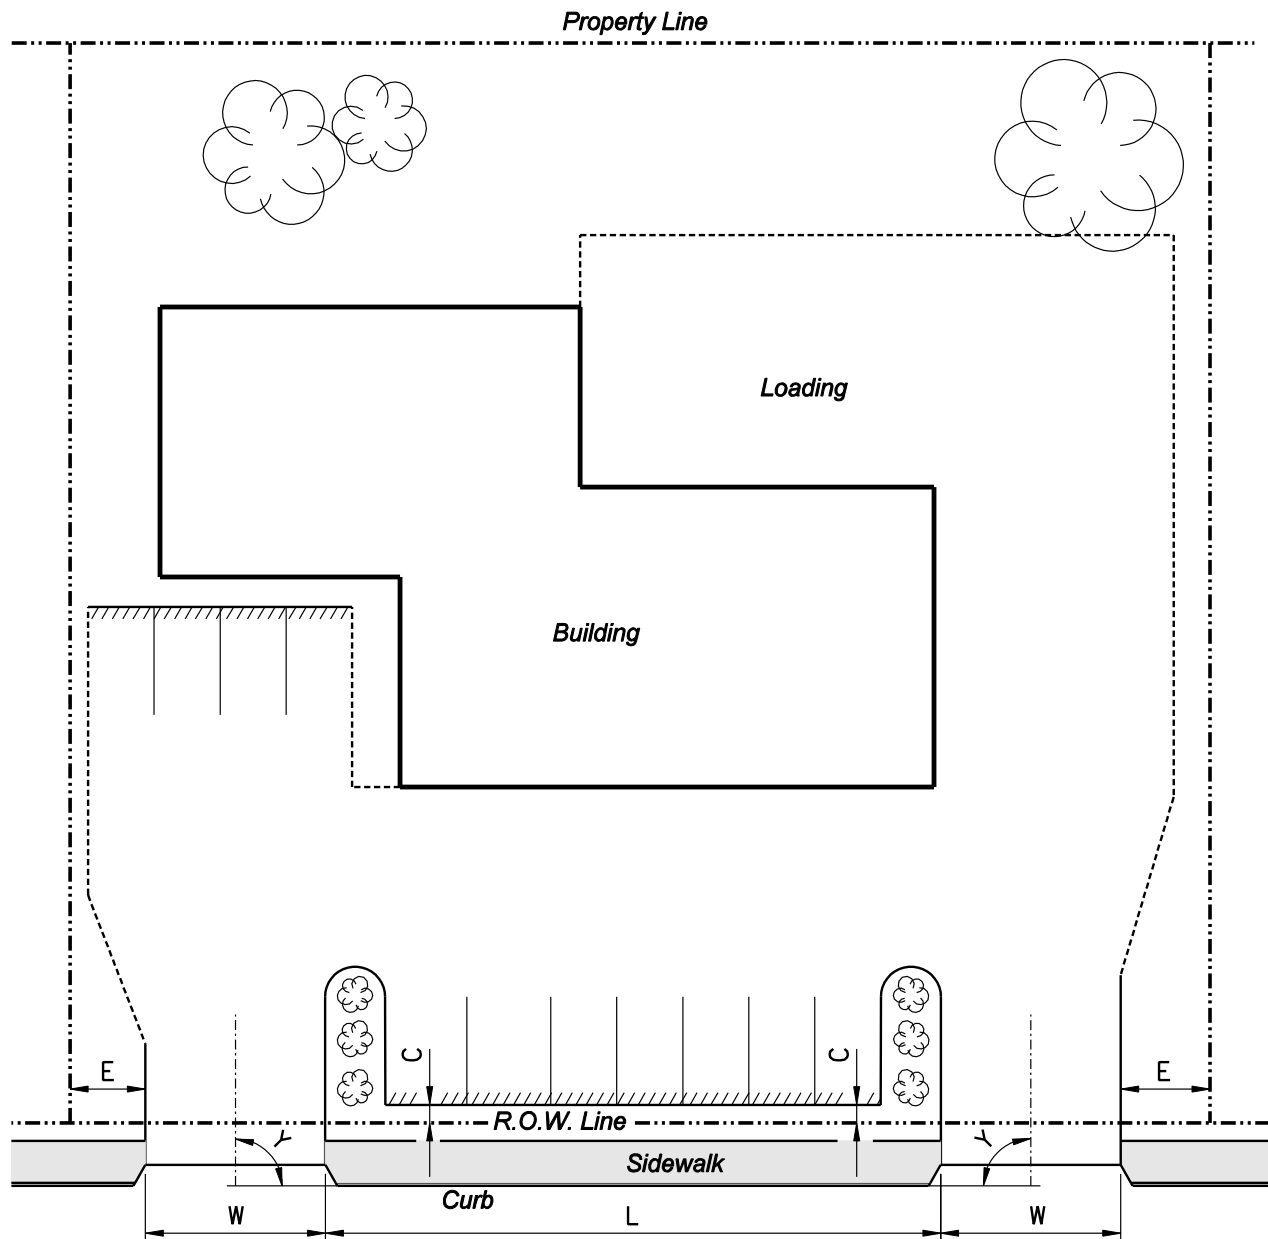 Property Line
Loading
Building
C
C
E
E
R.O.W. Line
Y
Y
Sidewalk
Curb
W
L
W